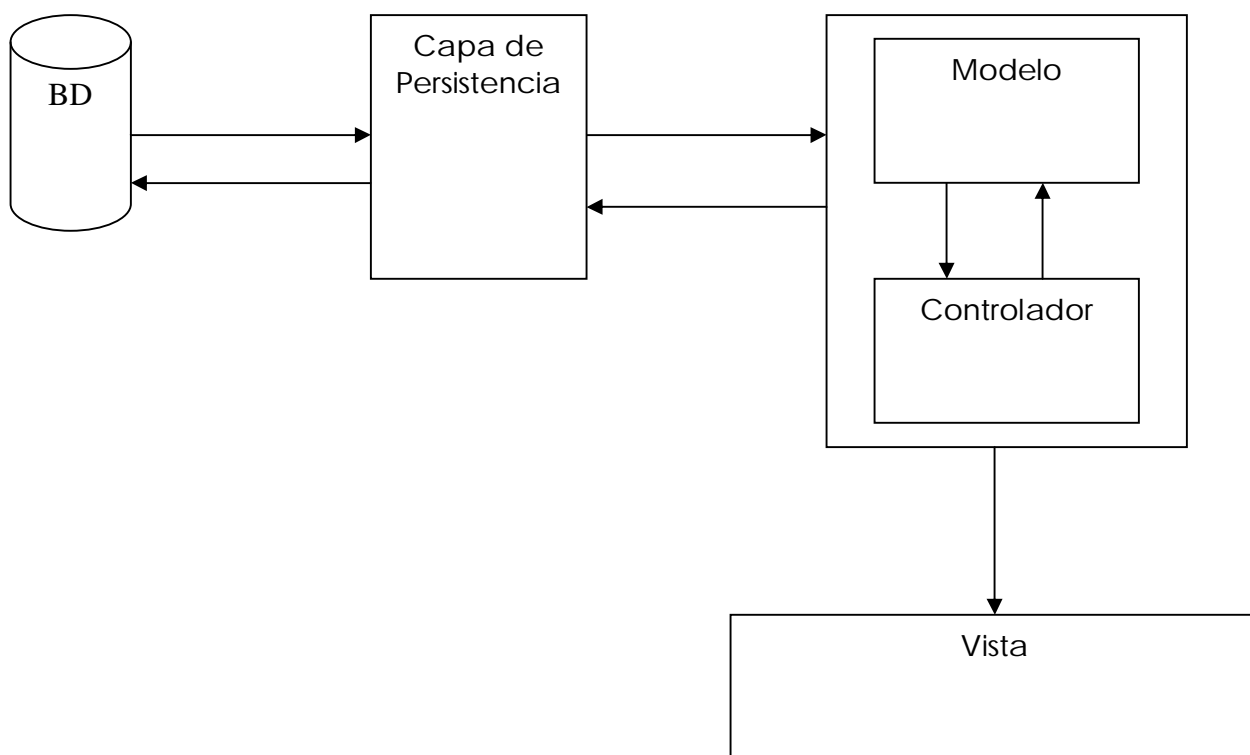 BD
Capa de
Persistencia
Modelo
Controlador
Vista